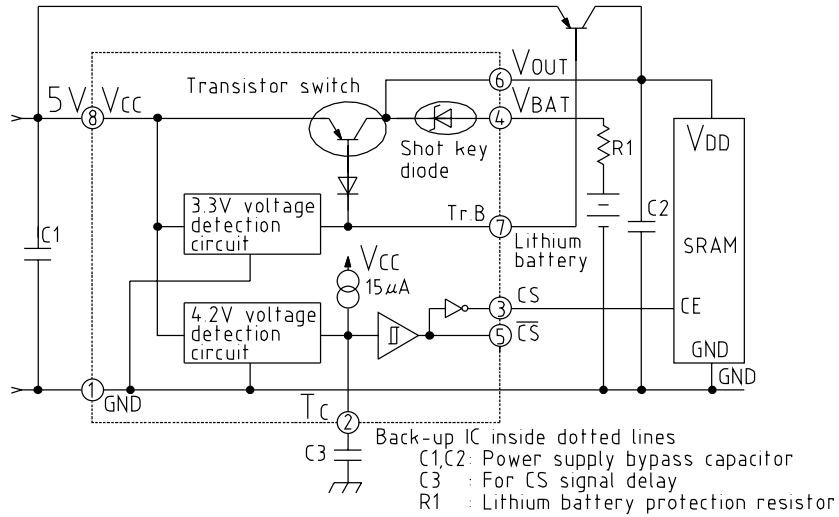 VOUT
6
Transistor switch
5V VCC
VBAT
8
4
Shot key
diode
R1
VDD
3.3V voltage
detection
circuit
Tr.B
7
C1
C2
Lithium
battery
SRAM
VCC
15μA
CS
3
CE
4.2V voltage
detection
circuit
CS
5
GND
GND
1
GND
TC
2
C3
Back-up IC inside dotted lines
C1,C2: Power supply bypass capacitor
C3 : For CS signal delay
R1 : Lithium battery protection resistor